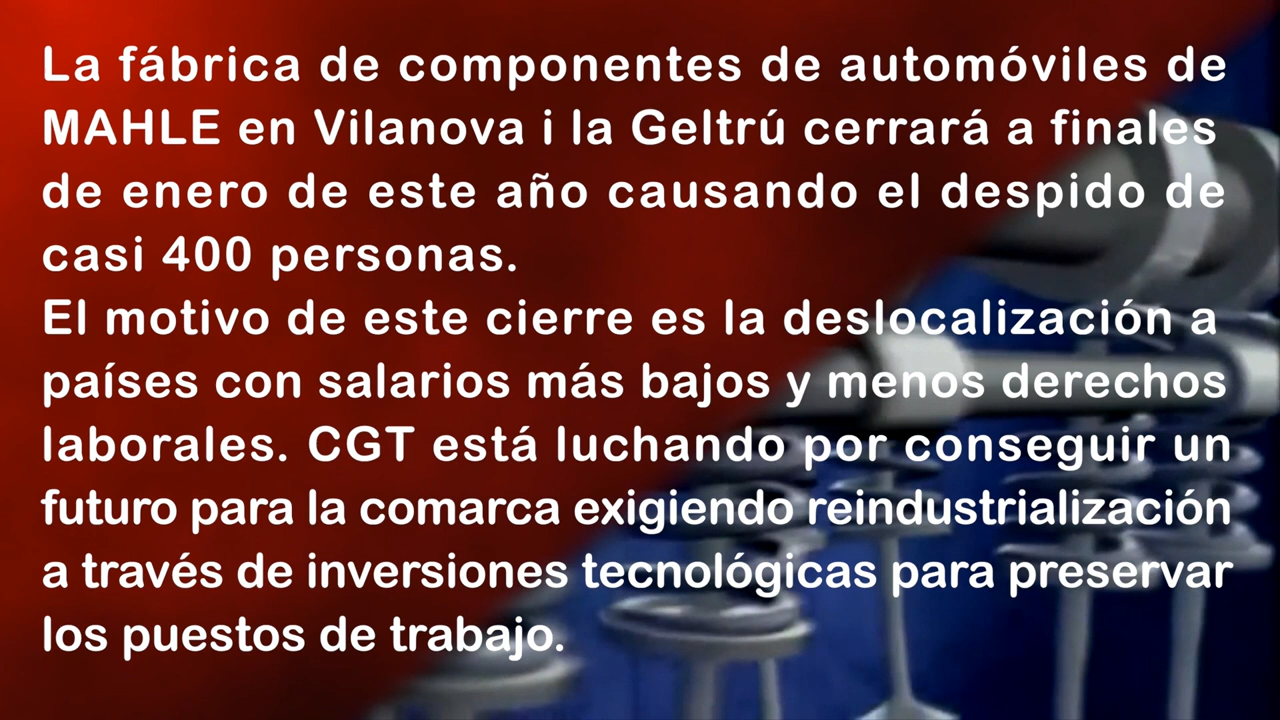 La fábrica de componentes de automóviles de
MAHLE en Vilanova i la Geltrú cerrará a finales
de enero de este año causando el despido de
casi 400 personas.
El motivo de este cierre es la deslocalización a
países con salarios más bajos y menos derechos
laborales. CGT está luchando por conseguir un
futuro para la comarca exigiendo reindustrialización
a través de inversiones tecnológicas para preservar
los puestos de trabajo.